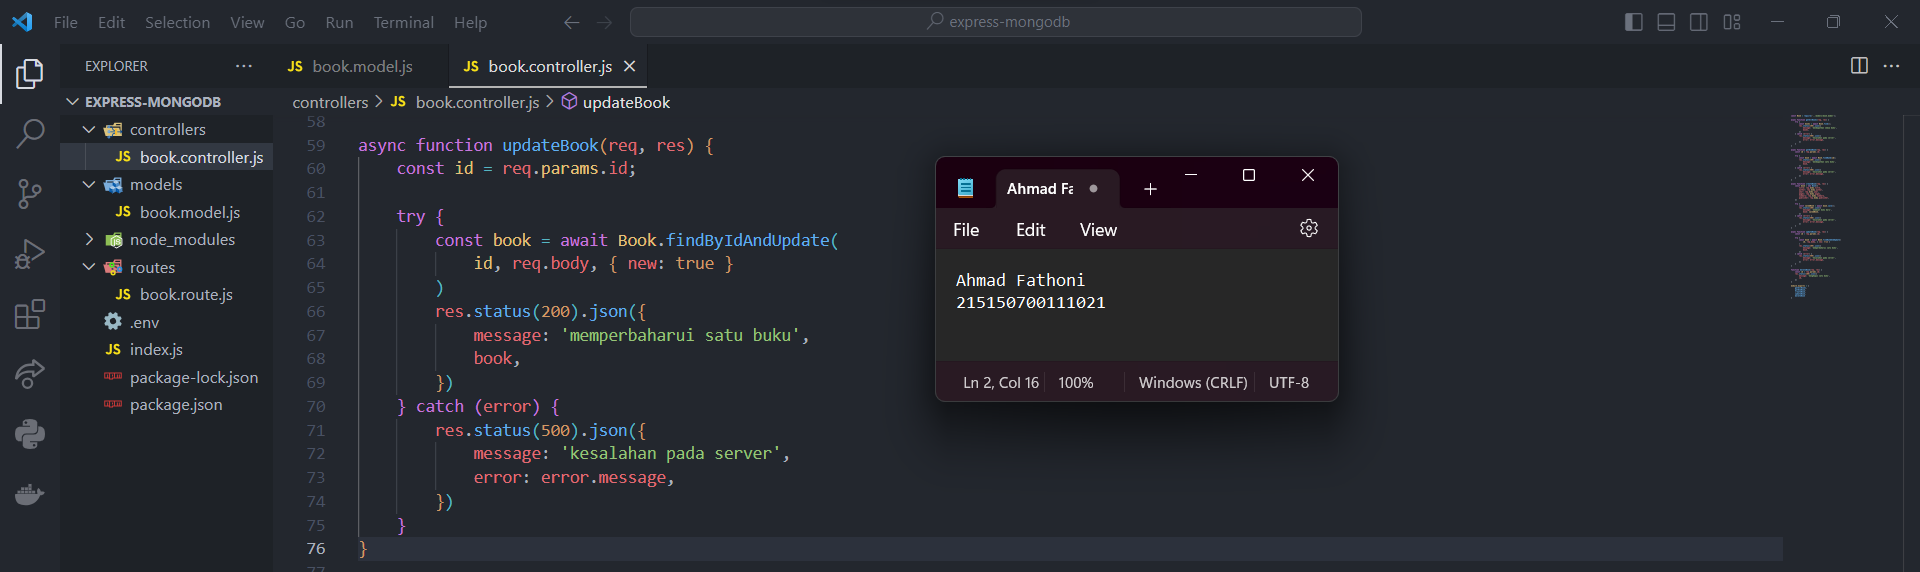 File Edit Selection View Go Run Terminal Help
express-mongodb
EXPLORER
JS book.model.js
JS book.controller.js
EXPRESS-MONGODB
controllers
JS book.controller.js
models
JS book.model.js
node_modules
routes
JS book.route.js
.env
JS index.js
package-lock.json
package.json
controllers > JS book.controller.js > updateBook
58
59 async function updateBook(req, res) {
60 const id = req.params.id;
61
62 try {
63 const book = await Book.findByIdAndUpdate(
64 id, req.body, { new: true }
65 )
66 res.status(200).json({
67 message: 'memperbaharui satu buku',
68 book,
69 })
70 } catch (error) {
71 res.status(500).json({
72 message: 'kesalahan pada server',
73 error: error.message,
74 })
75 }
76 }
77
Ahmad Fa
File Edit View
Ahmad Fathoni
215150700111021
Ln 2, Col 16 100% Windows (CRLF) UTF-8